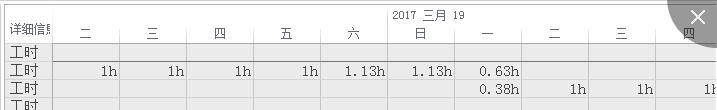 2017 三月 19
详细信息 二 三 四 五 六 日 一 二 三 四
工时
工时 1h 1h 1h 1h 1.13h 1.13h 0.63h
工时 0.38h 1h 1h 1h
工时